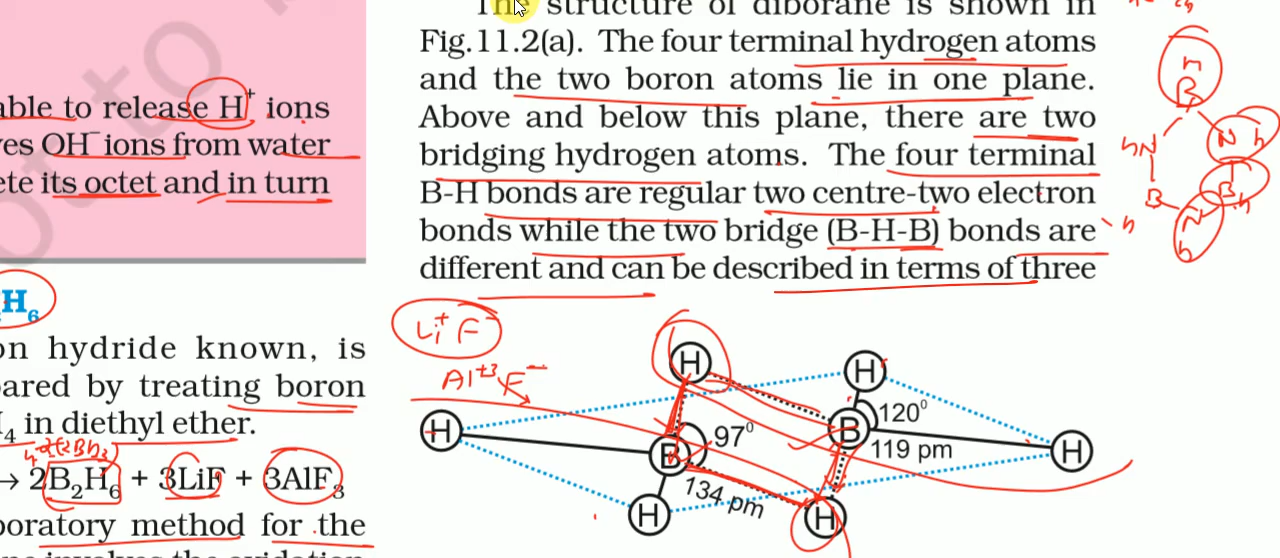 able to release H⁺ ions
es OH⁻ ions from water
ete its octet and in turn
H₆
on hydride known, is
ared by treating boron
₄ in diethyl ether.
→ 2B₂H₆ + 3LiF + 3AlF₃
boratory method for the
The structure of diborane is shown in
Fig.11.2(a). The four terminal hydrogen atoms
and the two boron atoms lie in one plane.
Above and below this plane, there are two
bridging hydrogen atoms. The four terminal
B-H bonds are regular two centre-two electron
bonds while the two bridge (B-H-B) bonds are
different and can be described in terms of three
Li⁺ F⁻
Al⁺³ F⁻
H H
120⁰
H 97⁰ B
B 119 pm H
134 pm
H H
H
B
N H
HN
B B H
N
H